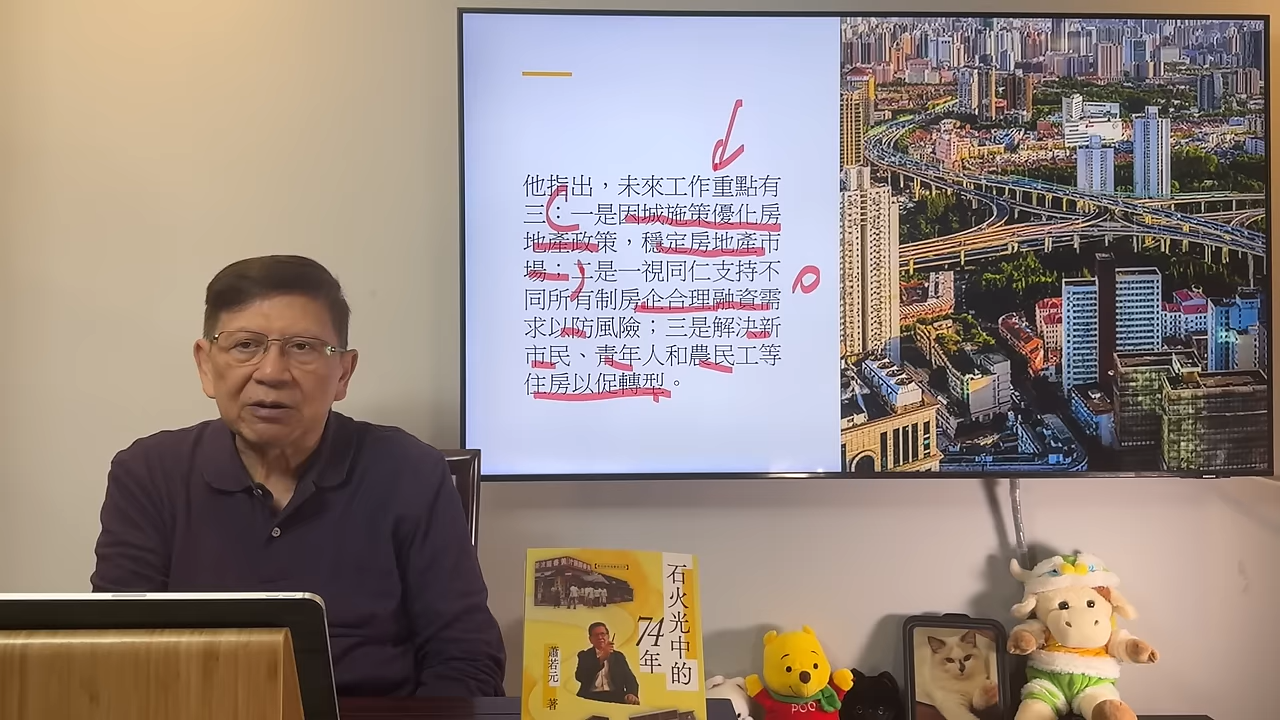 他指出，未來工作重點有
三：一是因城施策優化房
地產政策，穩定房地產市
場；二是一視同仁支持不
同所有制房企合理融資需
求以防風險；三是解決新
市民、青年人和農民工等
住房以促轉型。
石火光中的
74年
蕭若元 著
POO